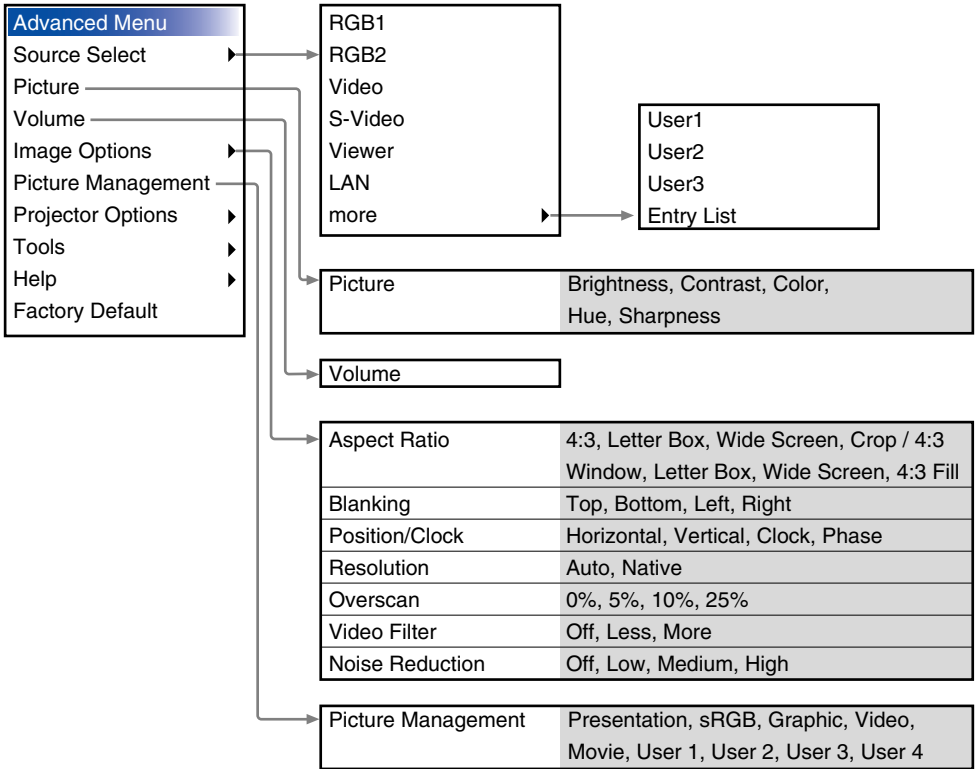 Advanced Menu
Source Select
Picture
Volume
Image Options
Picture Management
Projector Options
Tools
Help
Factory Default
RGB1
RGB2
Video
S-Video
Viewer
LAN
more
User1
User2
User3
Entry List
Picture Brightness, Contrast, Color,
Hue, Sharpness
Volume
Aspect Ratio 4:3, Letter Box, Wide Screen, Crop / 4:3
Window, Letter Box, Wide Screen, 4:3 Fill
Blanking Top, Bottom, Left, Right
Position/Clock Horizontal, Vertical, Clock, Phase
Resolution Auto, Native
Overscan 0%, 5%, 10%, 25%
Video Filter Off, Less, More
Noise Reduction Off, Low, Medium, High
Picture Management Presentation, sRGB, Graphic, Video,
Movie, User 1, User 2, User 3, User 4